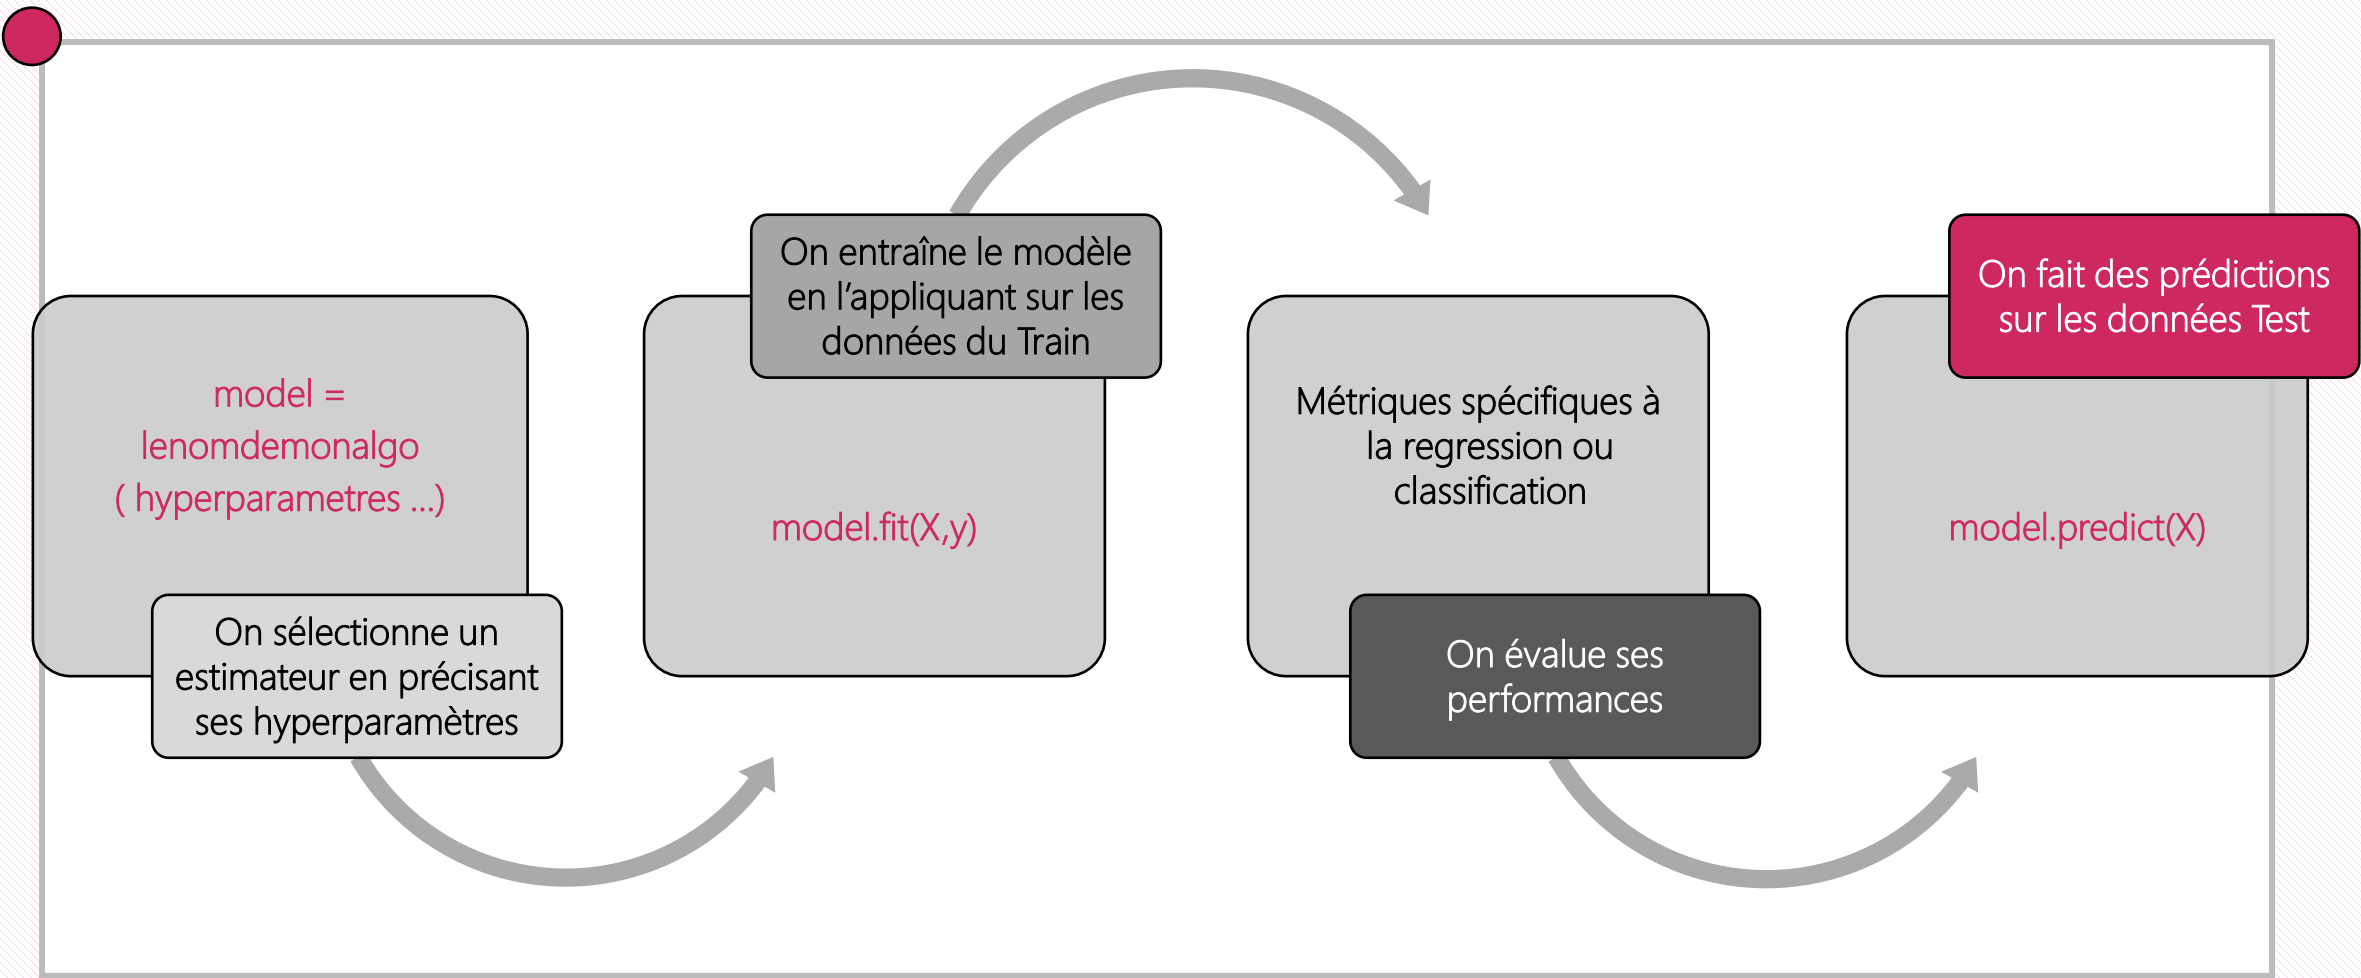 model =
lenomdemonalgo
( hyperparametres ...)
On sélectionne un
estimateur en précisant
ses hyperparamètres
On entraîne le modèle
en l’appliquant sur les
données du Train
model.fit(X,y)
Métriques spécifiques à
la regression ou
classification
On évalue ses
performances
On fait des prédictions
sur les données Test
model.predict(X)